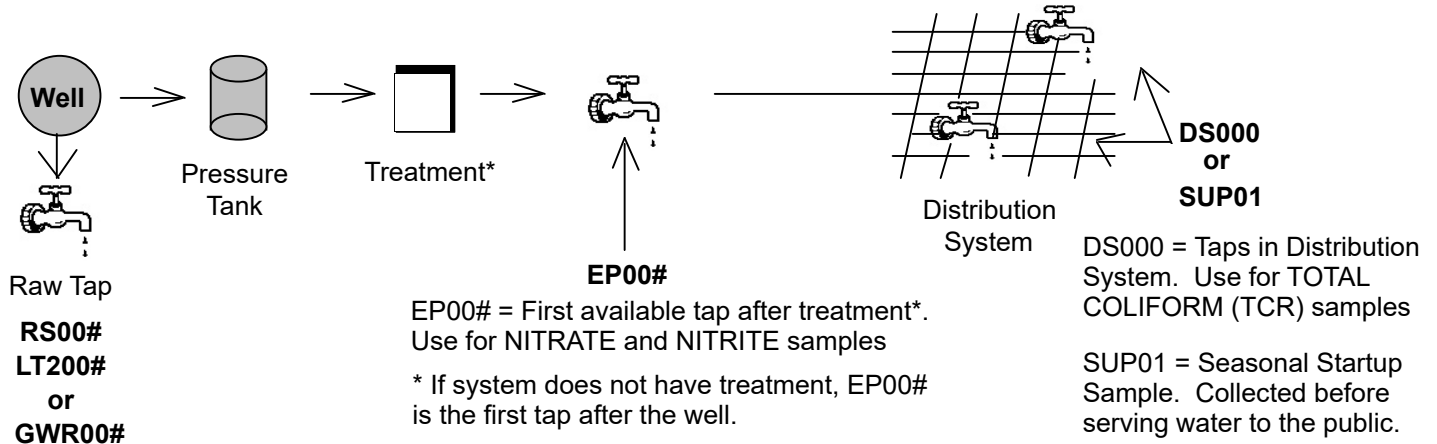 Well
Pressure
Tank
Treatment*
Raw Tap
RS00#
LT200#
or
GWR00#
EP00#
EP00# = First available tap after treatment*.
Use for NITRATE and NITRITE samples
* If system does not have treatment, EP00#
is the first tap after the well.
Distribution
System
DS000
or
SUP01
DS000 = Taps in Distribution
System. Use for TOTAL
COLIFORM (TCR) samples
SUP01 = Seasonal Startup
Sample. Collected before
serving water to the public.